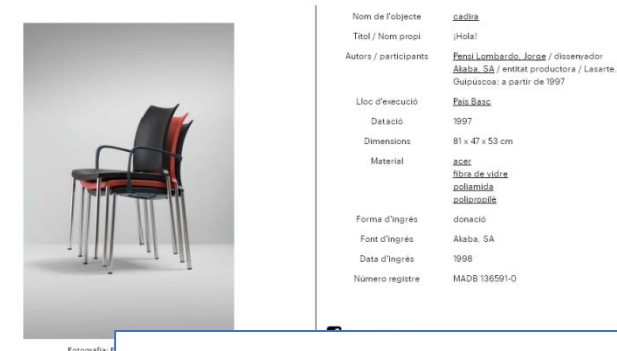 Nom de l'objecte cadira
Títol / Nom propi ¡Hola!
Autors / participants Pensi Lombardo, Jorge / dissenyador
Akaba, SA / entitat productora / Lasarte.
Guipúscoa: a partir de 1997
Lloc d'execució País Basc
Datació 1997
Dimensions 81 x 47 x 53 cm
Material acer
fibra de vidre
poliamida
polipropilè
Forma d'ingrés donació
Font d'ingrés Akaba, SA
Data d'ingrés 1998
Número registre MADB 136591-0
Fotografia: